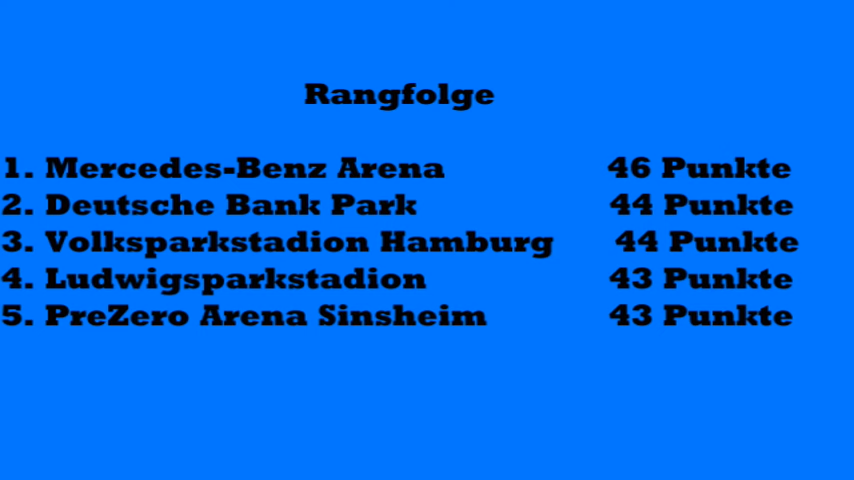 Rangfolge
1. Mercedes-Benz Arena 46 Punkte
2. Deutsche Bank Park 44 Punkte
3. Volksparkstadion Hamburg 44 Punkte
4. Ludwigsparkstadion 43 Punkte
5. PreZero Arena Sinsheim 43 Punkte